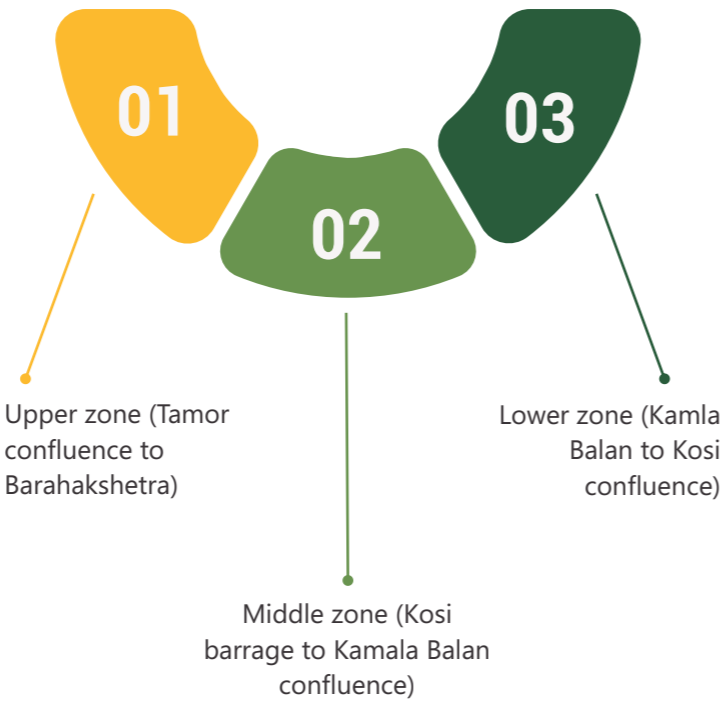 01
Upper zone (Tamor
confluence to
Barahakshetra)
02
Middle zone (Kosi
barrage to Kamala Balan
confluence)
03
Lower zone (Kamla
Balan to Kosi
confluence)